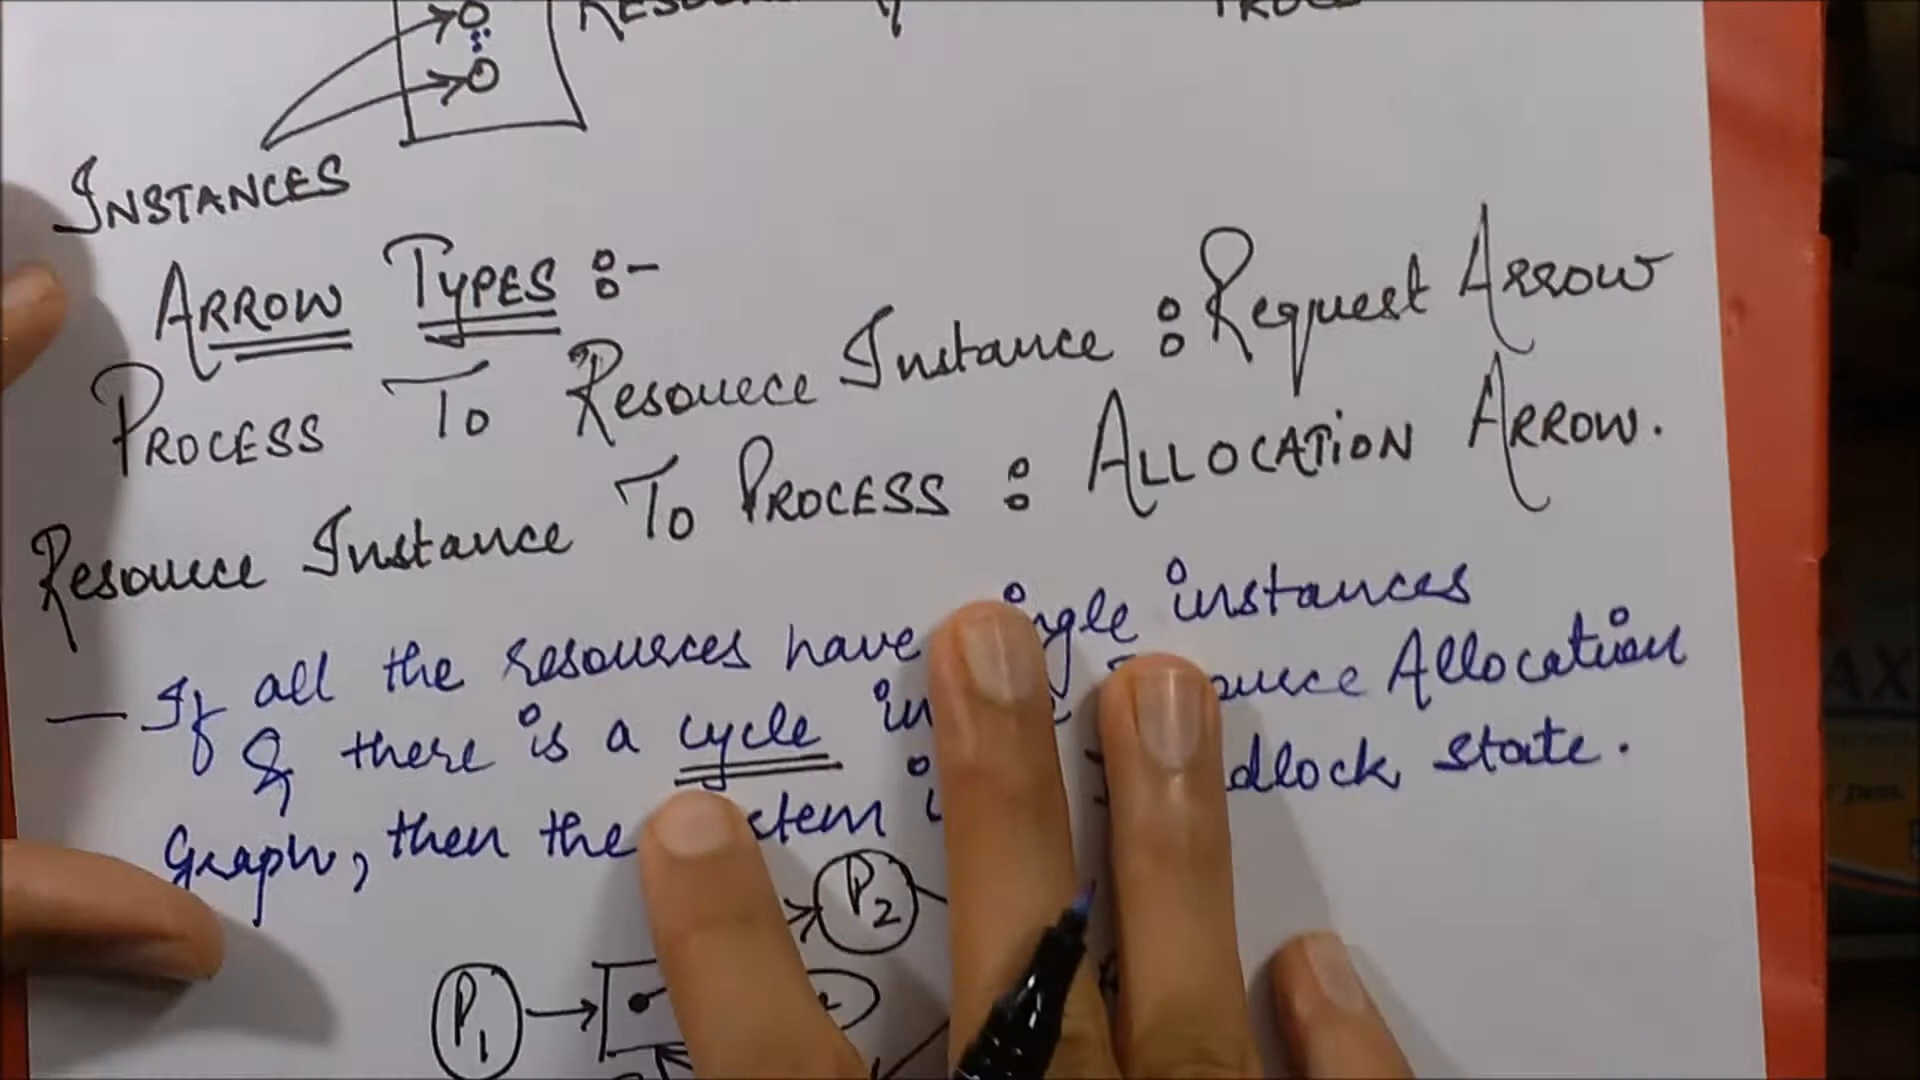 INSTANCES
ARROW TYPES :-
PROCESS TO Resource Instance : Request Arrow
Resource Instance To PROCESS : ALLOCATION ARROW.
— If all the resources have instances
& there is a cycle in Allocation
Graph, then the state.
P2
P1